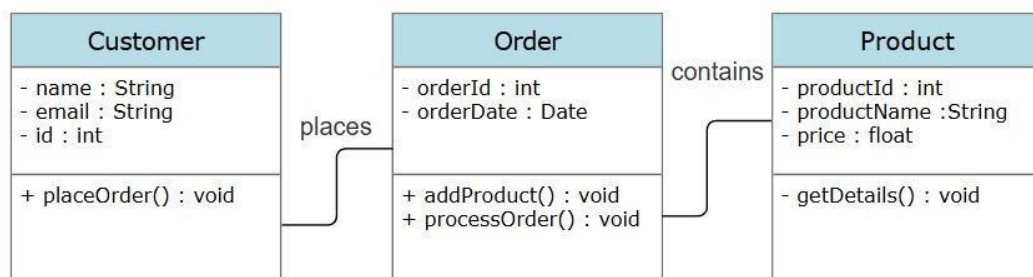 Customer
- name : String
- email : String
- id : int
+ placeOrder() : void
places
Order
- orderId : int
- orderDate : Date
+ addProduct() : void
+ processOrder() : void
contains
Product
- productId : int
- productName :String
- price : float
- getDetails() : void